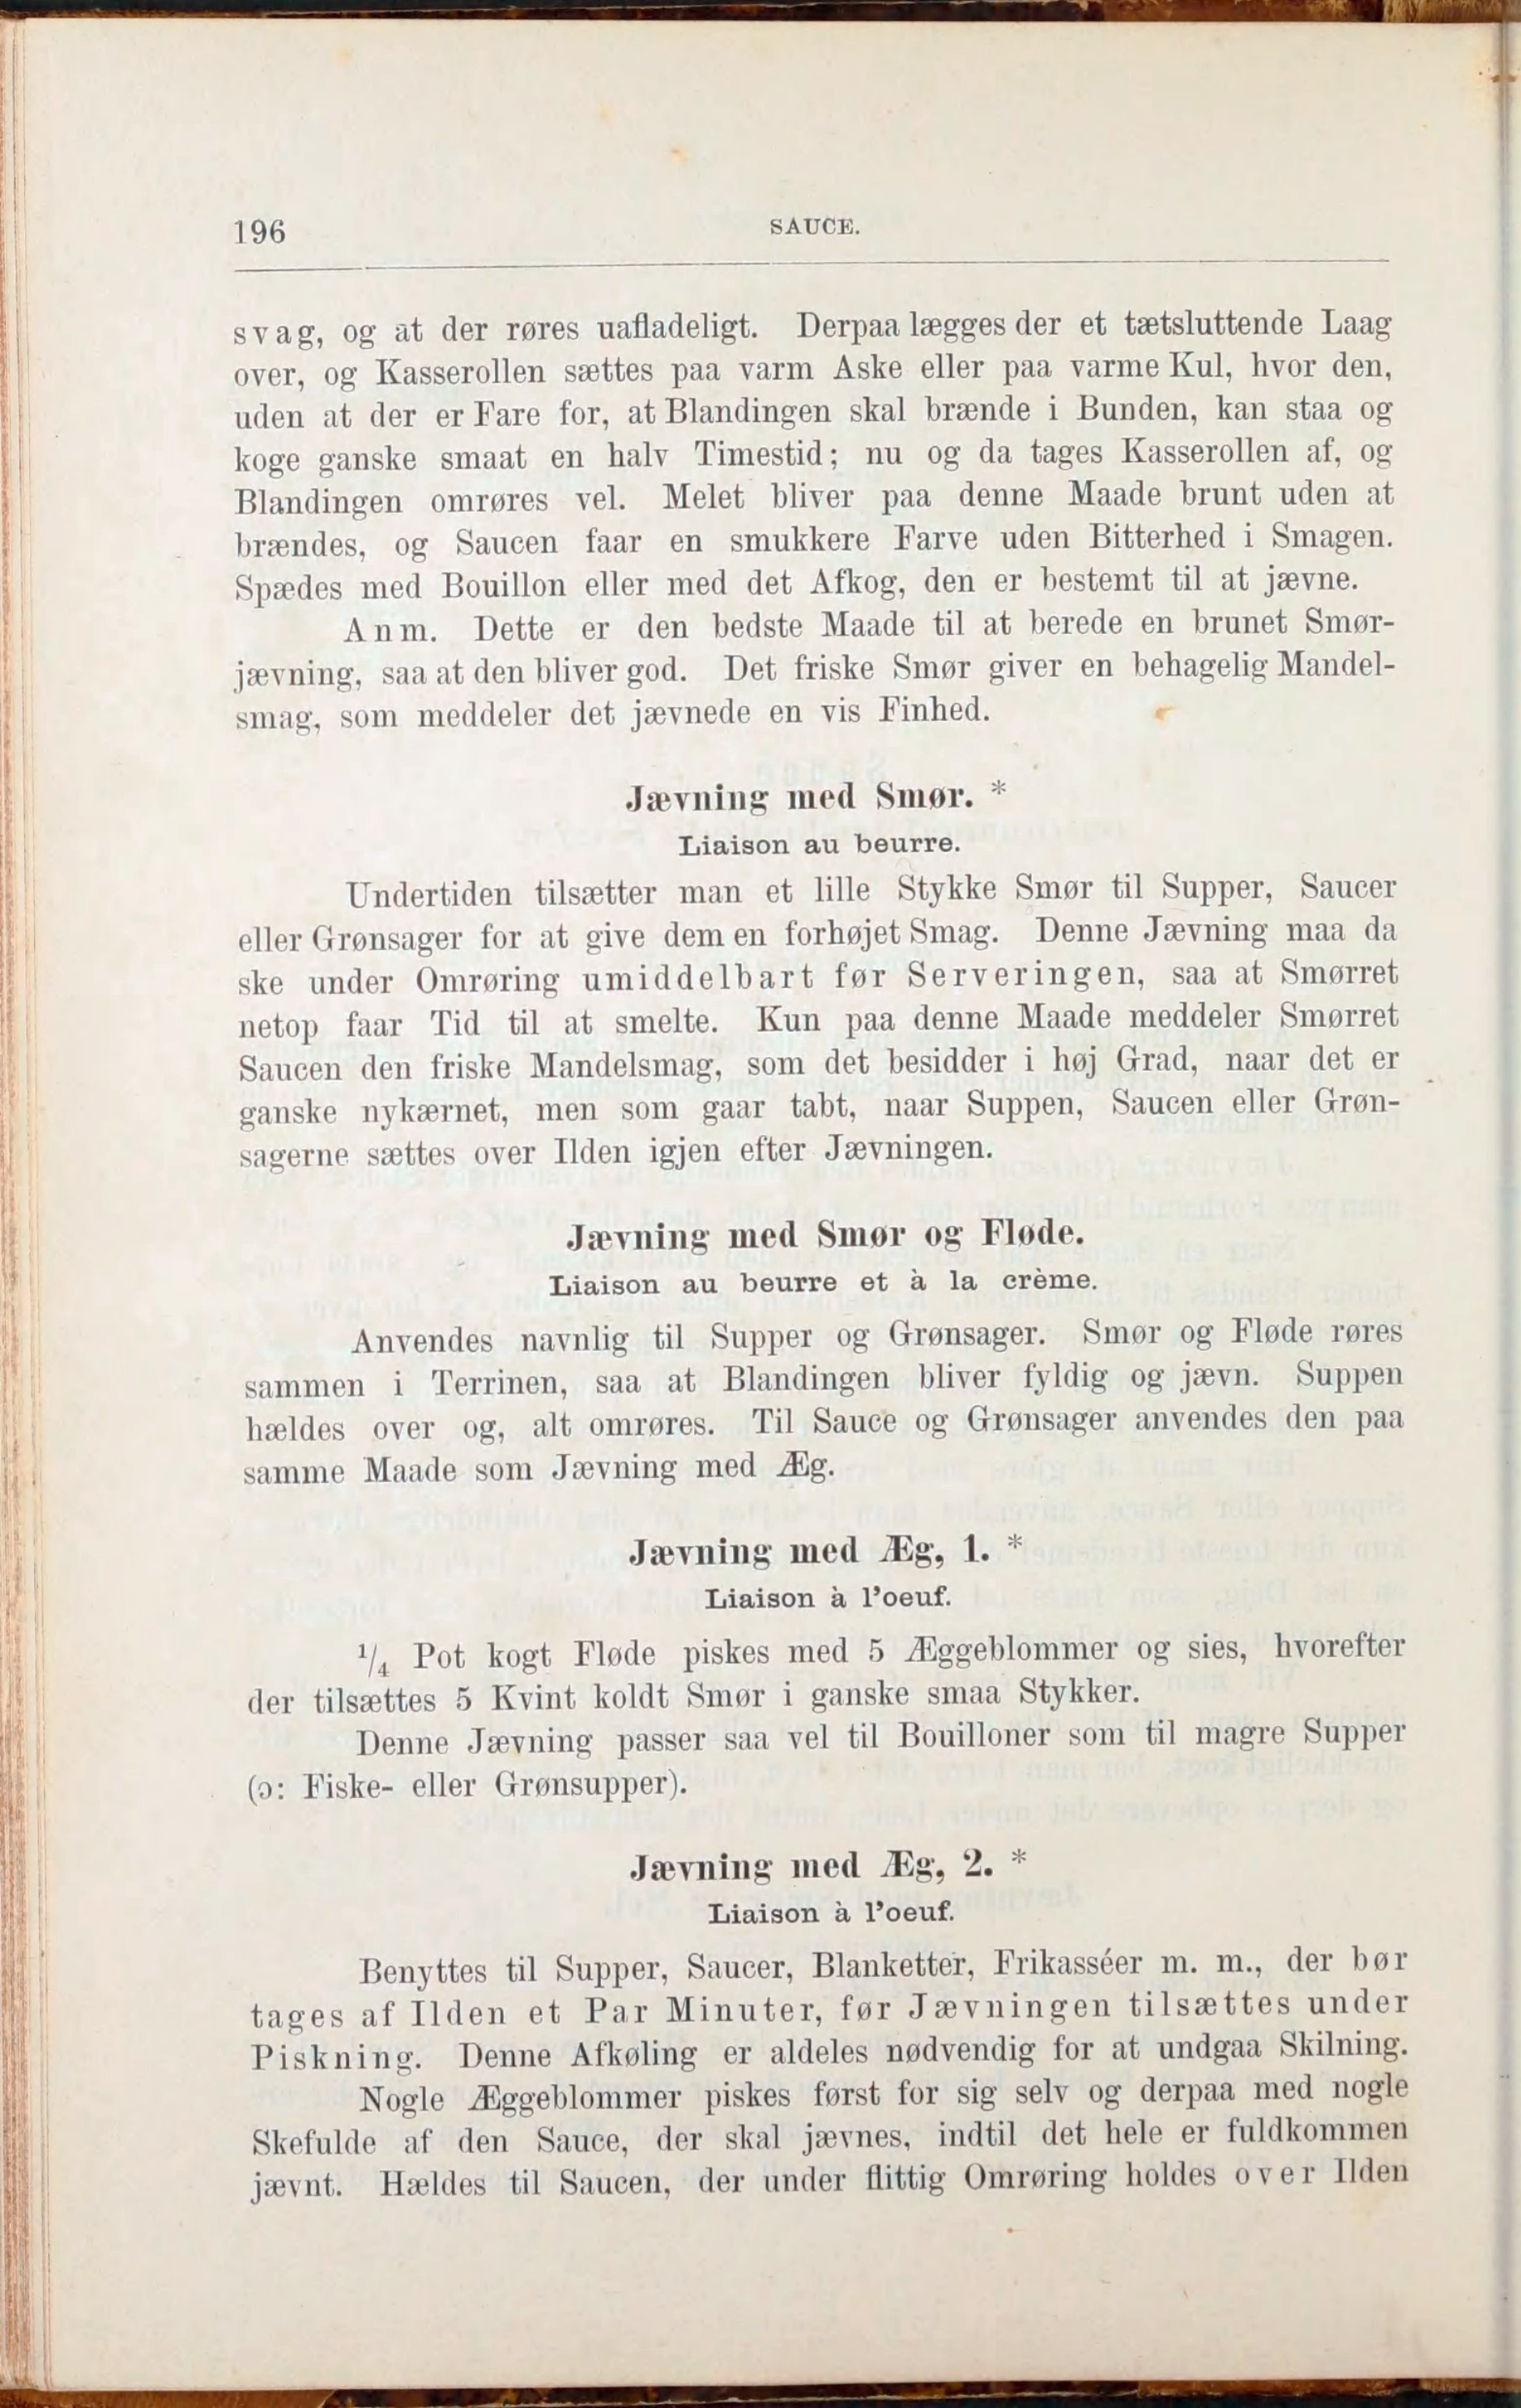 196
SAUCE.
svag, og at der røres uafladeligt. Derpaa lægges der et tætsluttende Laag
over, og Kasserollen sættes paa varm Aske eller paa varme Kul, hvor den,
uden at der er Fare for, at Blandingen skal brænde i Bunden, kan staa og
koge ganske smaat en halv Timestid; nu og da tages Kasserollen af, og
Blandingen omrøres vel. Melet bliver paa denne Maade brunt uden at
brændes, og Saucen faar en smukkere Farve uden Bitterhed i Smagen.
Spædes med Bouillon eller med det Afkog, den er bestemt til at jævne.
Anm. Dette er den bedste Maade til at berede en brunet Smør-
jævning, saa at den bliver god. Det friske Smør giver en behagelig Mandel-
smag, som meddeler det jævnede en vis Finhed.
Jævning med Smør. *
Liaison au beurre.
Undertiden tilsætter man et lille Stykke Smør til Supper, Saucer
eller Grønsager for at give dem en forhøjet Smag. Denne Jævning maa da
ske under Omrøring umiddelbart før Serveringen, saa at Smørret
netop faar Tid til at smelte. Kun paa denne Maade meddeler Smørret
Saucen den friske Mandelsmag, som det besidder i høj Grad, naar det er
ganske nykærnet, men som gaar tabt, naar Suppen, Saucen eller Grøn-
sagerne sættes over Ilden igjen efter Jævningen.
Jævning med Smør og Fløde.
Liaison au beurre et à la crème.
Anvendes navnlig til Supper og Grønsager. Smør og Fløde røres
sammen i Terrinen, saa at Blandingen bliver fyldig og jævn. Suppen
hældes over og, alt omrøres. Til Sauce og Grønsager anvendes den paa
samme Maade som Jævning med Æg.
Jævning med Æg, 1. *
Liaison à l'oeuf.
1/4 Pot kogt Fløde piskes med 5 Æggeblommer og sies, hvorefter
der tilsættes 5 Kvint koldt Smør i ganske smaa Stykker.
Denne Jævning passer saa vel til Bouilloner som til magre Supper
(ɔ: Fiske- eller Grønsupper).
Jævning med Æg, 2. *
Liaison à l'oeuf.
Benyttes til Supper, Saucer, Blanketter, Frikasséer m. m., der bør
tages af Ilden et Par Minuter, før Jævningen tilsættes under
Piskning. Denne Afkøling er aldeles nødvendig for at undgaa Skilning.
Nogle Æggeblommer piskes først for sig selv og derpaa med nogle
Skefulde af den Sauce, der skal jævnes, indtil det hele er fuldkommen
jævnt. Hældes til Saucen, der under flittig Omrøring holdes over Ilden